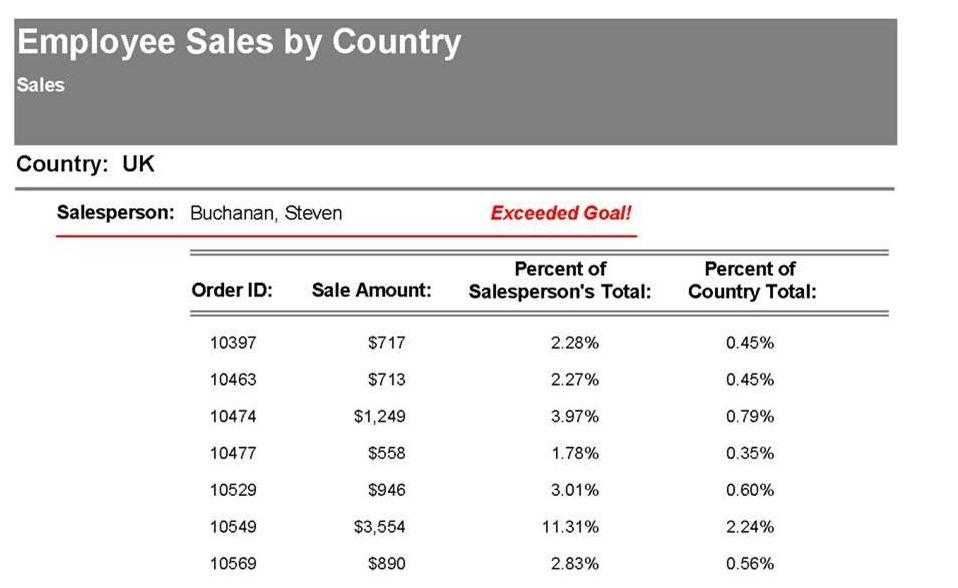 Employee Sales by Country
Sales
Country: UK
Salesperson: Buchanan, Steven Exceeded Goal!
Order ID: Sale Amount: Percent of Salesperson's Total: Percent of Country Total:
10397 $717 2.28% 0.45%
10463 $713 2.27% 0.45%
10474 $1,249 3.97% 0.79%
10477 $558 1.78% 0.35%
10529 $946 3.01% 0.60%
10549 $3,554 11.31% 2.24%
10569 $890 2.83% 0.56%